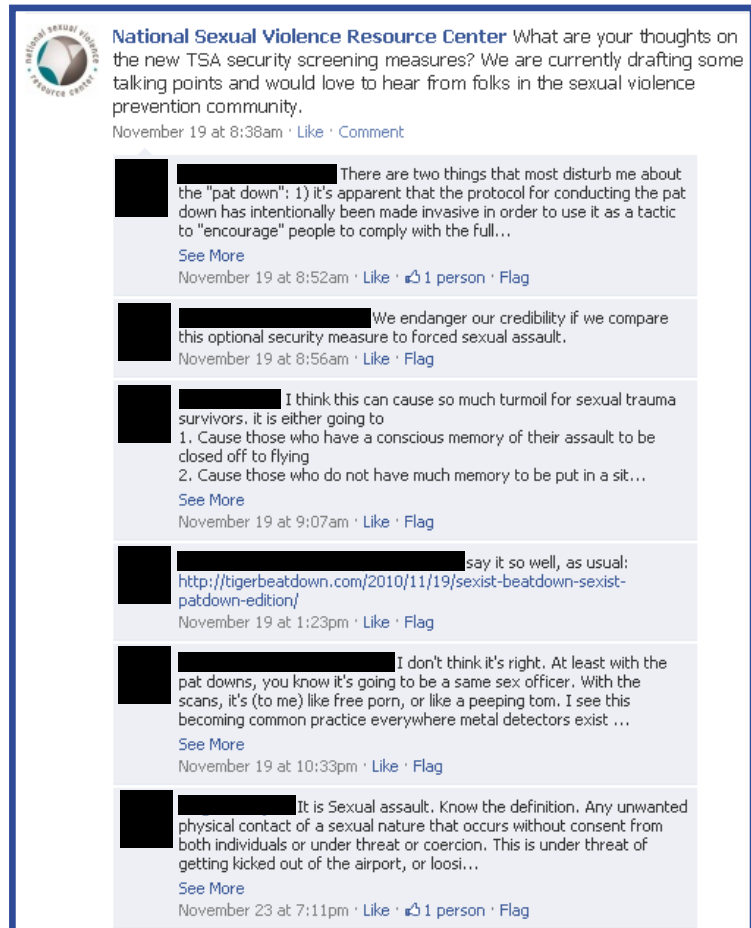 national sexual violence resource center
National Sexual Violence Resource Center What are your thoughts on
the new TSA security screening measures? We are currently drafting some
talking points and would love to hear from folks in the sexual violence
prevention community.
November 19 at 8:38am · Like · Comment
There are two things that most disturb me about
the "pat down": 1) it's apparent that the protocol for conducting the pat
down has intentionally been made invasive in order to use it as a tactic
to "encourage" people to comply with the full...
See More
November 19 at 8:52am · Like · 1 person · Flag
We endanger our credibility if we compare
this optional security measure to forced sexual assault.
November 19 at 8:56am · Like · Flag
I think this can cause so much turmoil for sexual trauma
survivors. it is either going to
1. Cause those who have a conscious memory of their assault to be
closed off to flying
2. Cause those who do not have much memory to be put in a sit...
See More
November 19 at 9:07am · Like · Flag
say it so well, as usual:
http://tigerbeatdown.com/2010/11/19/sexist-beatdown-sexist-
patdown-edition/
November 19 at 1:23pm · Like · Flag
I don't think it's right. At least with the
pat downs, you know it's going to be a same sex officer. With the
scans, it's (to me) like free porn, or like a peeping tom. I see this
becoming common practice everywhere metal detectors exist ...
See More
November 19 at 10:33pm · Like · Flag
It is Sexual assault. Know the definition. Any unwanted
physical contact of a sexual nature that occurs without consent from
both individuals or under threat or coercion. This is under threat of
getting kicked out of the airport, or loosi...
See More
November 23 at 7:11pm · Like · 1 person · Flag